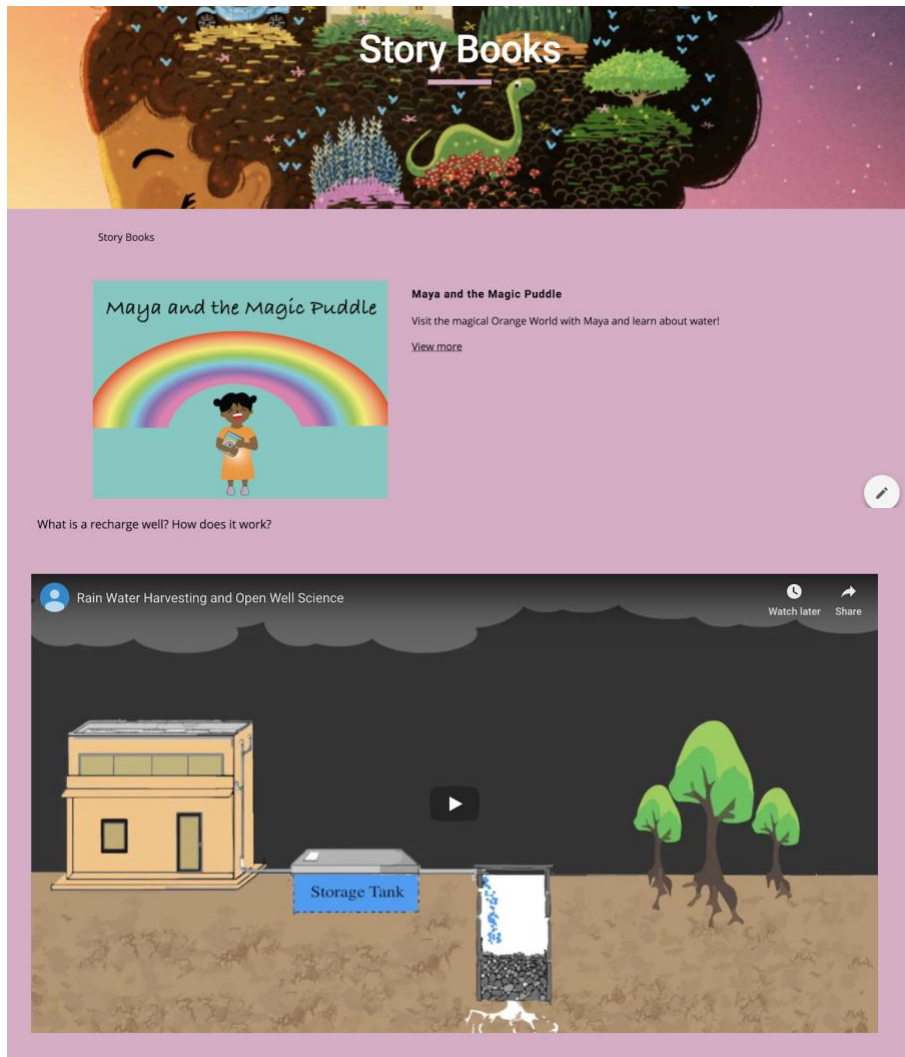 Story Books
Story Books
Maya and the Magic Puddle
Maya and the Magic Puddle
Visit the magical Orange World with Maya and learn about water!
View more
What is a recharge well? How does it work?
Rain Water Harvesting and Open Well Science
Watch later
Share
Storage Tank